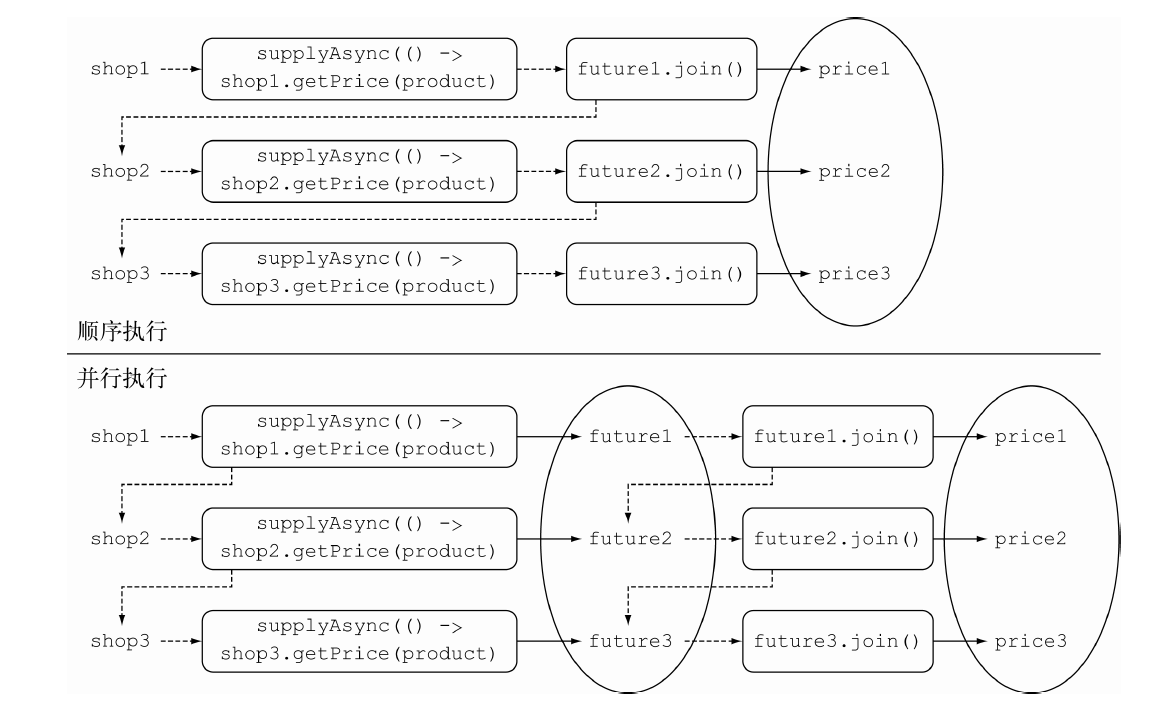 shop1
supplyAsync(() ->
shop1.getPrice(product)
future1.join()
price1
shop2
supplyAsync(() ->
shop2.getPrice(product)
future2.join()
price2
shop3
supplyAsync(() ->
shop3.getPrice(product)
future3.join()
price3
顺序执行
并行执行
shop1
supplyAsync(() ->
shop1.getPrice(product)
future1
future1.join()
price1
shop2
supplyAsync(() ->
shop2.getPrice(product)
future2
future2.join()
price2
shop3
supplyAsync(() ->
shop3.getPrice(product)
future3
future3.join()
price3